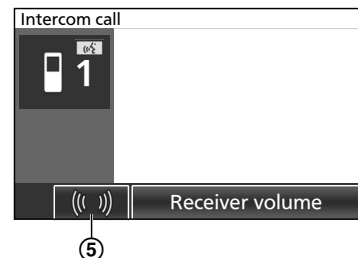 Intercom call
1
Receiver volume
⑤